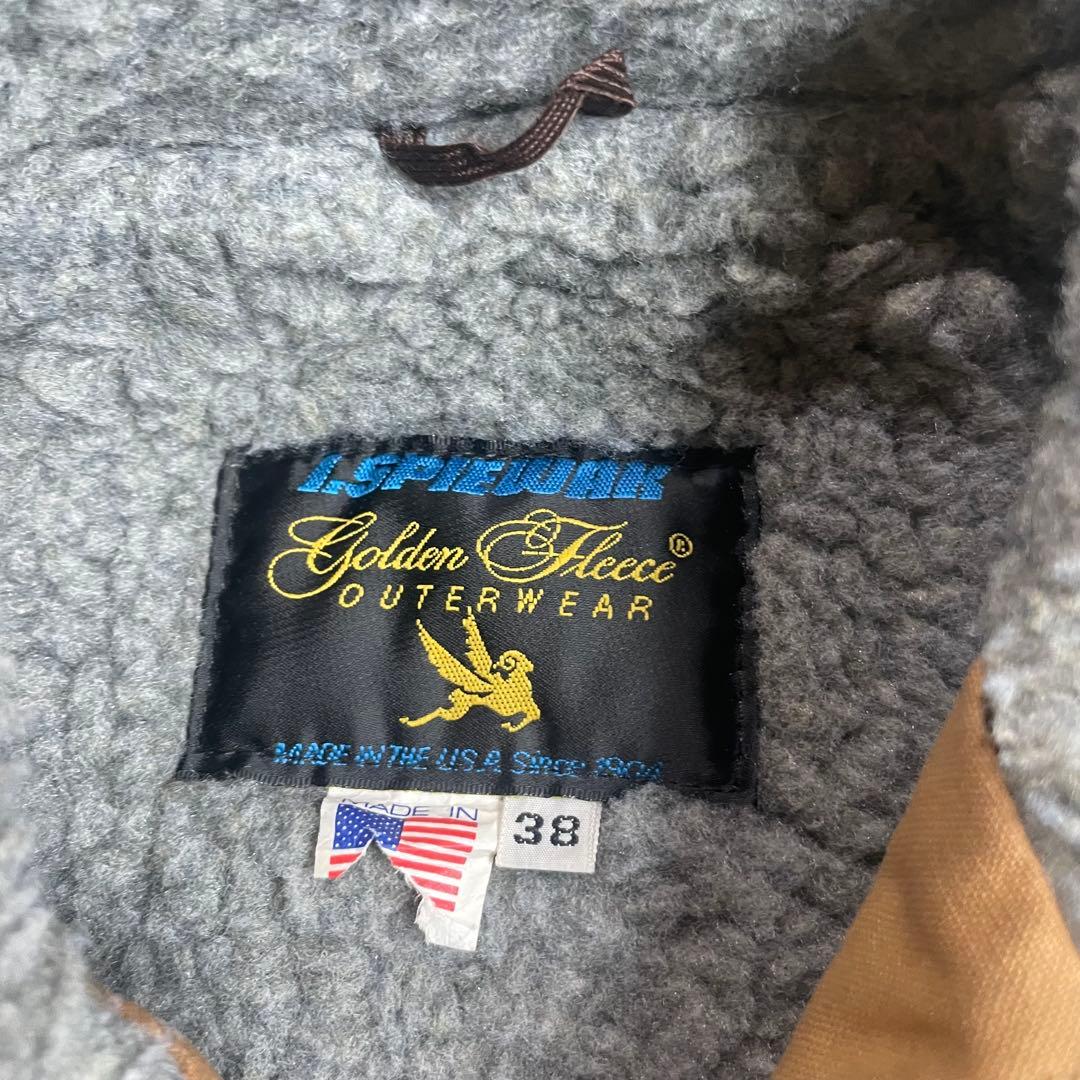 I.SPIEWAK
Golden Fleece®
OUTERWEAR
MADE IN THE U.S.A. Since 1904
MADE IN
38